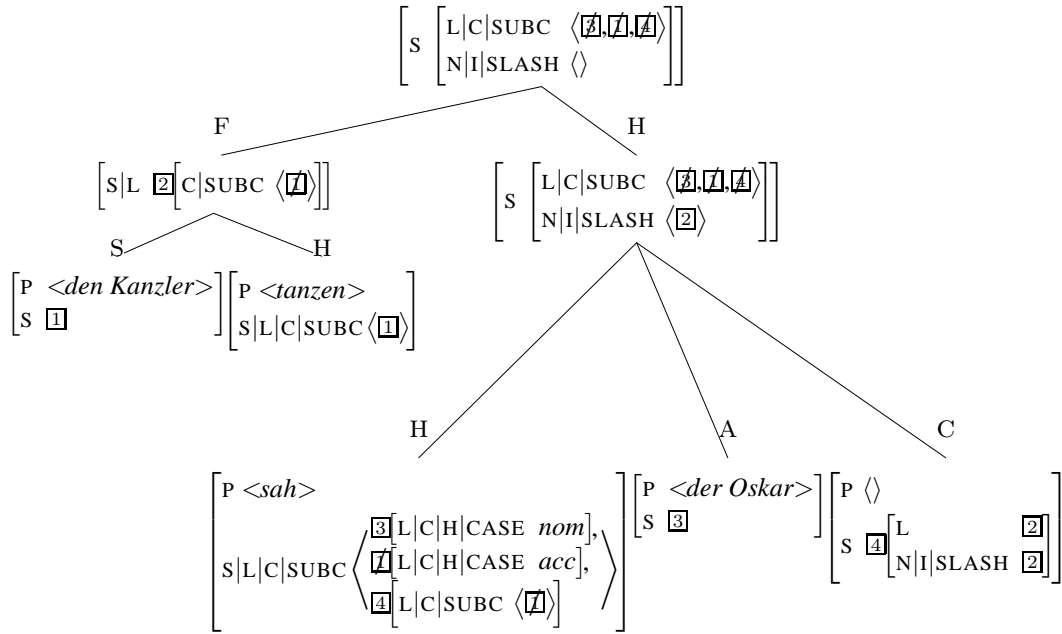 [S [L|C|SUBC ⟨3̸,1̸,4̸⟩
N|I|SLASH ⟨⟩]]
F H
[S|L 2[C|SUBC ⟨1̸⟩]]
[S [L|C|SUBC ⟨3̸,1̸,4̸⟩
N|I|SLASH ⟨2⟩]]
S H
[P <den Kanzler>
S 1]
[P <tanzen>
S|L|C|SUBC⟨1⟩]
H A C
[P <sah>
S|L|C|SUBC⟨3[L|C|H|CASE nom],
1̸[L|C|H|CASE acc],
4[L|C|SUBC ⟨1̸⟩]⟩]
[P <der Oskar>
S 3]
[P ⟨⟩
S 4[L 2
N|I|SLASH 2]]